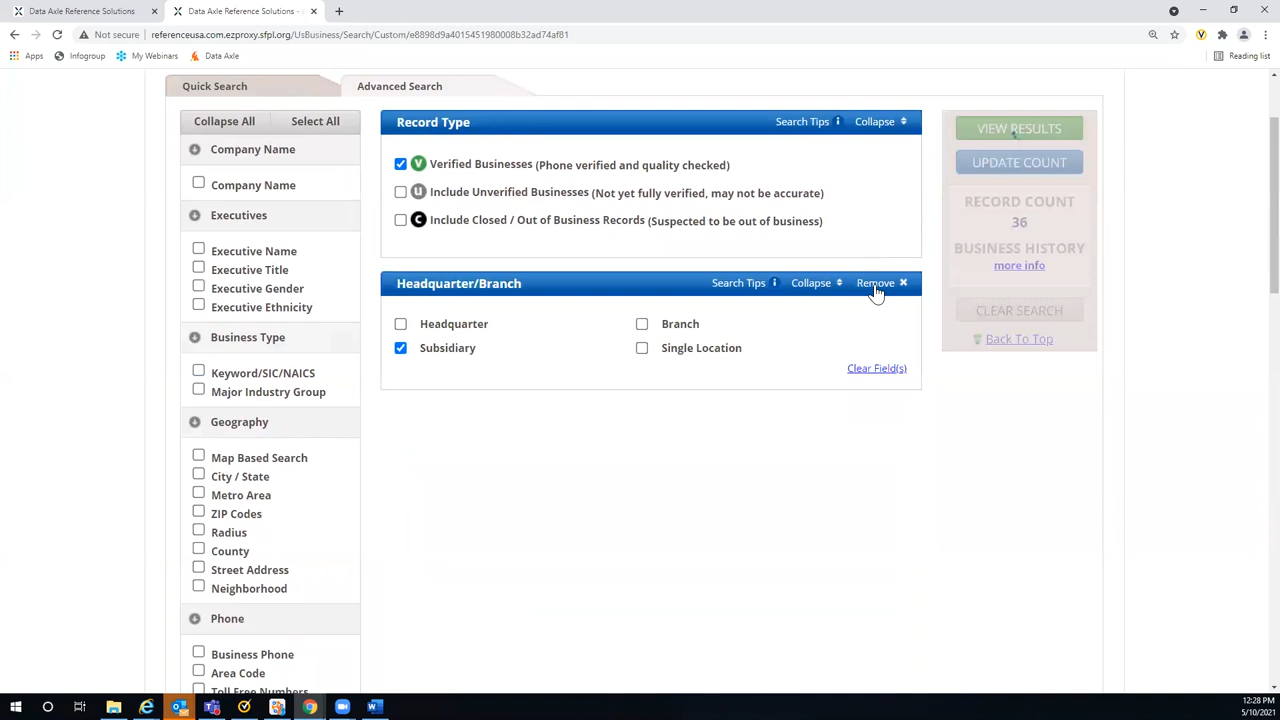 Data Axle Reference Solutions
Data Axle Reference Solutions -
Not secure
referenceusa.com.ezproxy.sfpl.org/UsBusiness/Search/Custom/e8898d9a4015451980008b32ad74af81
Apps
Infogroup
My Webinars
Data Axle
Reading list
Quick Search
Advanced Search
Collapse All
Select All
Company Name
Company Name
Executives
Executive Name
Executive Title
Executive Gender
Executive Ethnicity
Business Type
Keyword/SIC/NAICS
Major Industry Group
Geography
Map Based Search
City / State
Metro Area
ZIP Codes
Radius
County
Street Address
Neighborhood
Phone
Business Phone
Area Code
Toll Free Numbers
Record Type
Search Tips i
Collapse
V Verified Businesses (Phone verified and quality checked)
U Include Unverified Businesses (Not yet fully verified, may not be accurate)
C Include Closed / Out of Business Records (Suspected to be out of business)
Headquarter/Branch
Search Tips i
Collapse
Remove
Headquarter
Branch
Subsidiary
Single Location
Clear Field(s)
VIEW RESULTS
UPDATE COUNT
RECORD COUNT
36
BUSINESS HISTORY
more info
CLEAR SEARCH
Back To Top
12:28 PM
5/10/2021